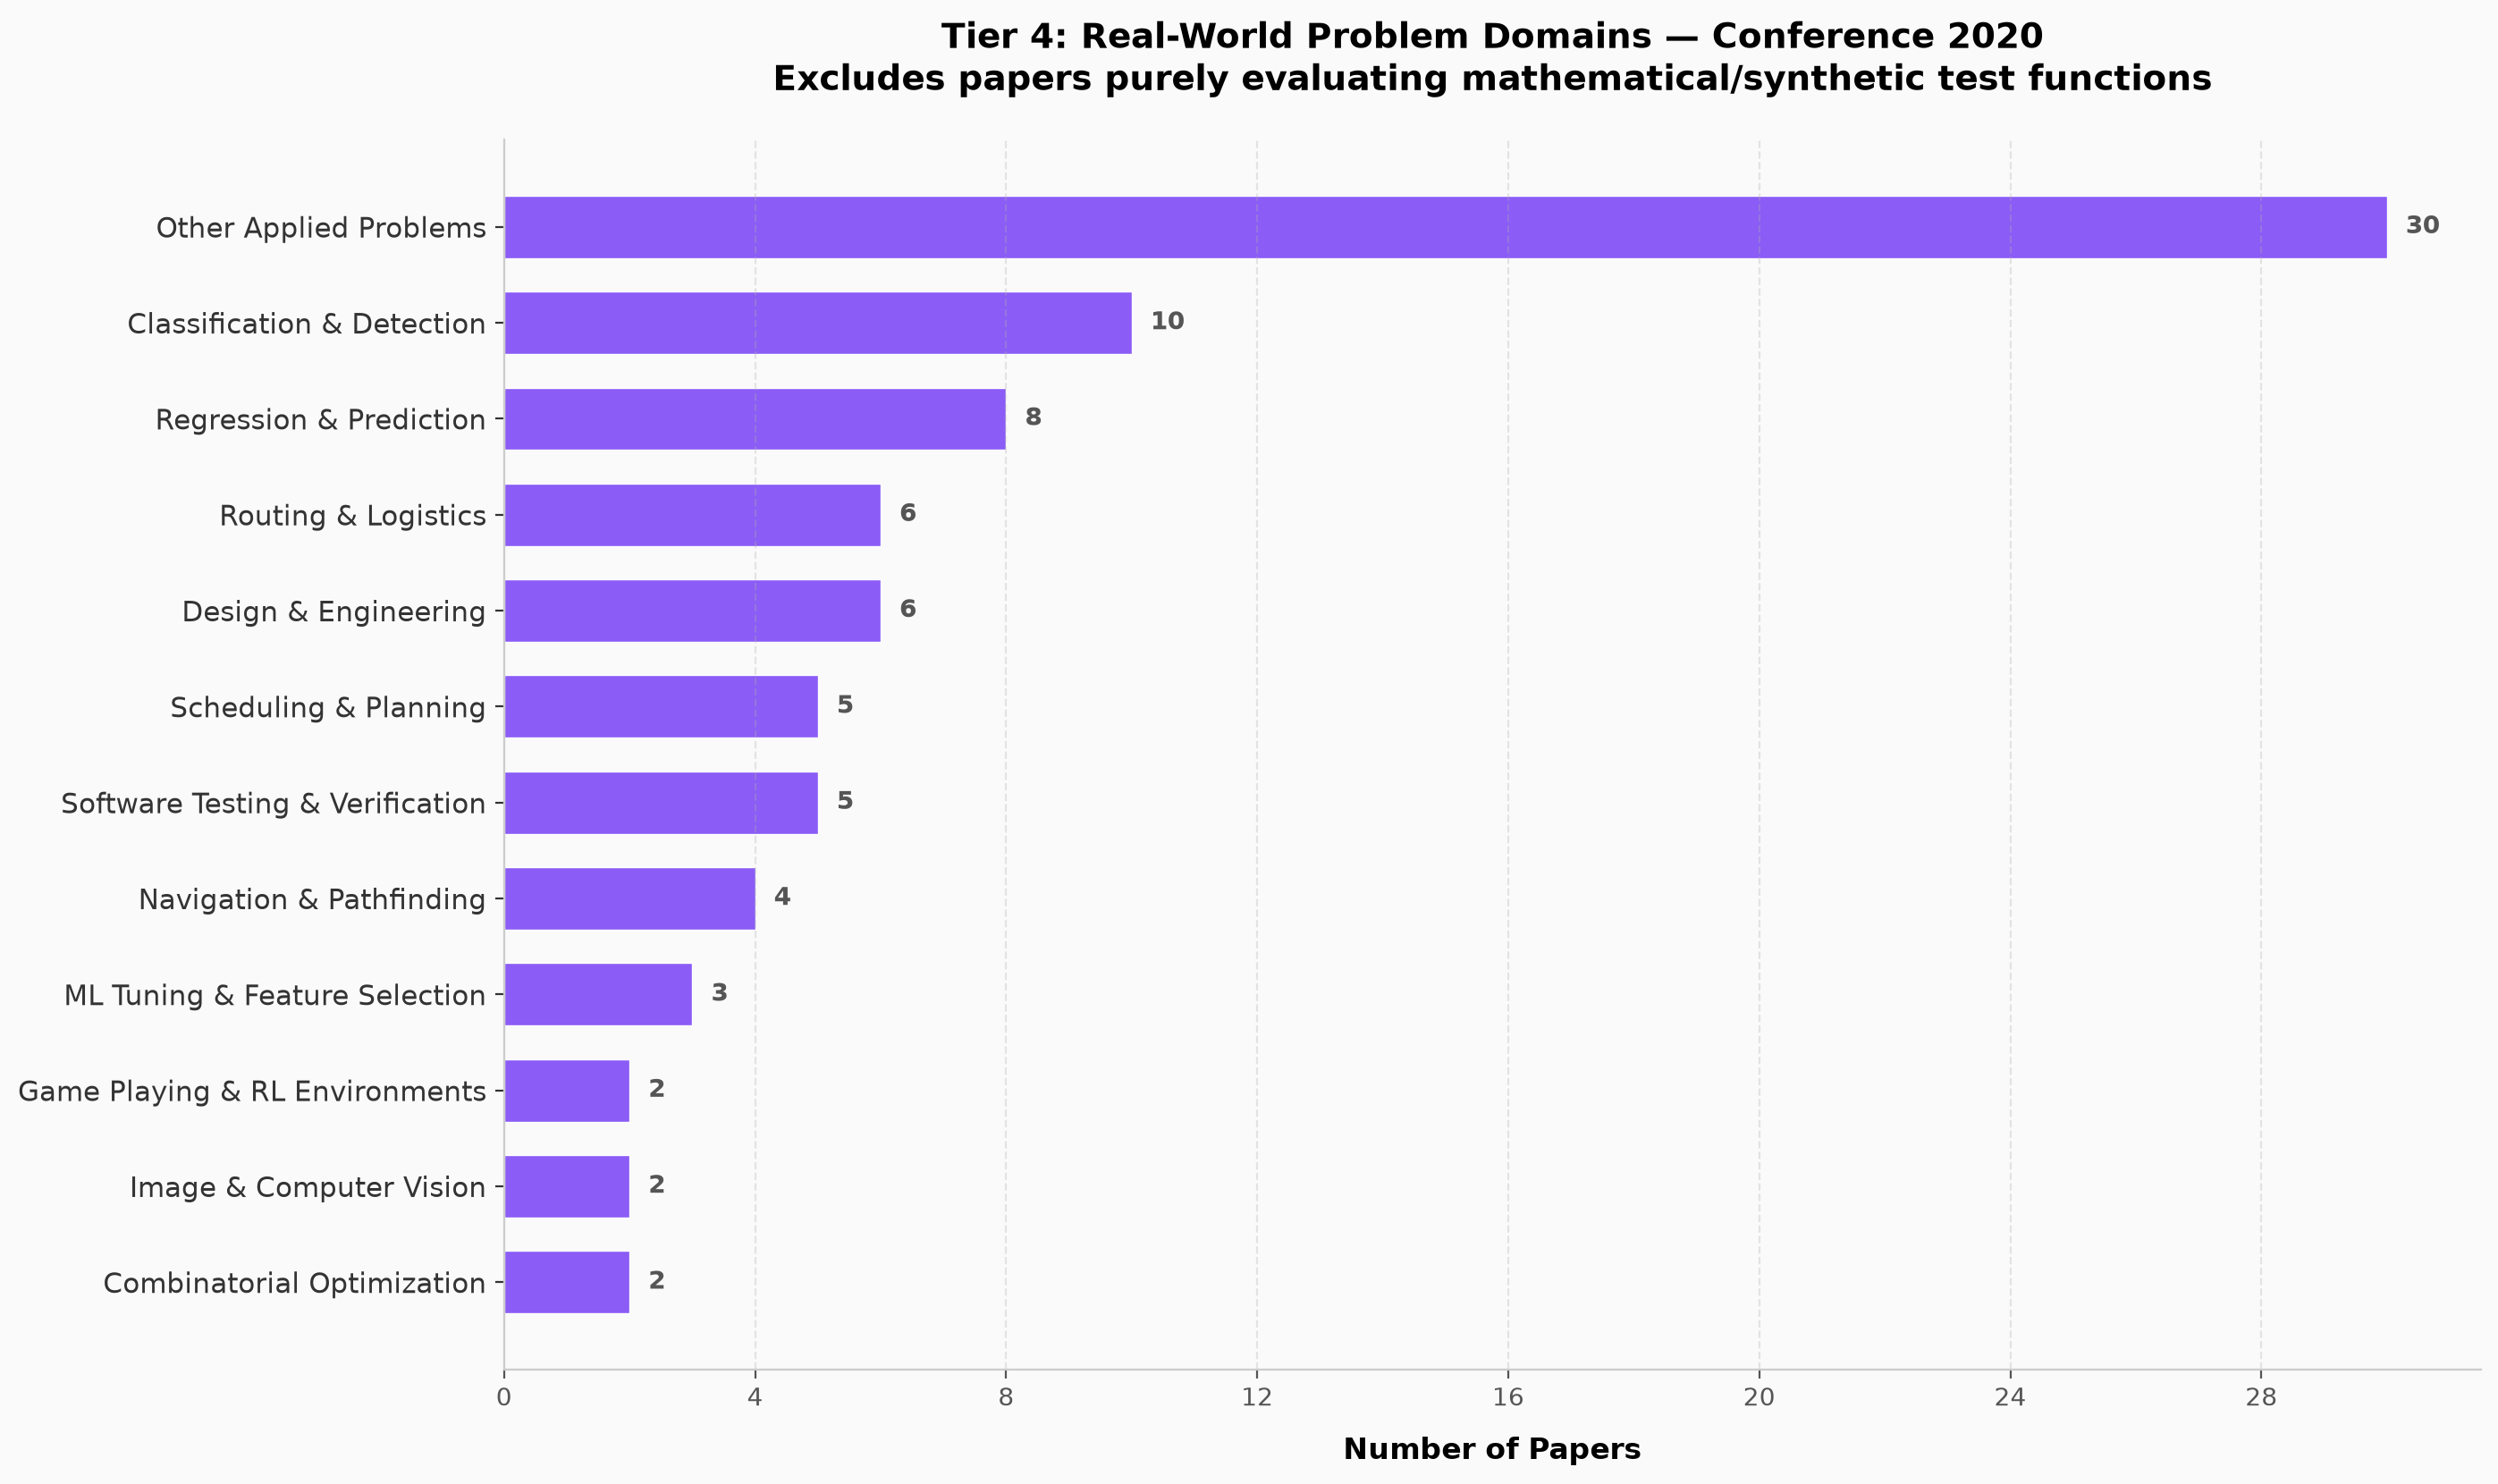 Tier 4: Real-World Problem Domains — Conference 2020
Excludes papers purely evaluating mathematical/synthetic test functions
Other Applied Problems 30
Classification & Detection 10
Regression & Prediction 8
Routing & Logistics 6
Design & Engineering 6
Scheduling & Planning 5
Software Testing & Verification 5
Navigation & Pathfinding 4
ML Tuning & Feature Selection 3
Game Playing & RL Environments 2
Image & Computer Vision 2
Combinatorial Optimization 2
0 4 8 12 16 20 24 28
Number of Papers